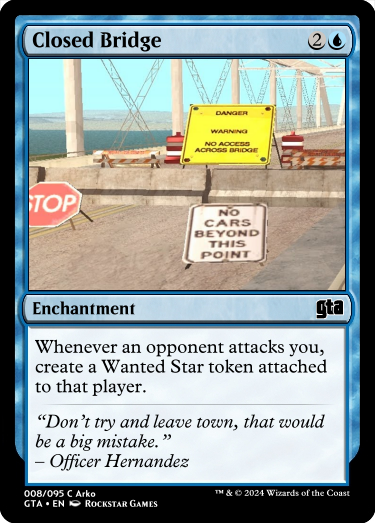 Closed Bridge 2
DANGER
WARNING
NO ACCESS
ACROSS BRIDGE
STOP
NO
CARS
BEYOND
THIS
POINT
Enchantment gta
Whenever an opponent attacks you,
create a Wanted Star token attached
to that player.
“Don’t try and leave town, that would
be a big mistake.”
– Officer Hernandez
008/095 C Arko
GTA • EN ROCKSTAR GAMES
™ & © 2024 Wizards of the Coast